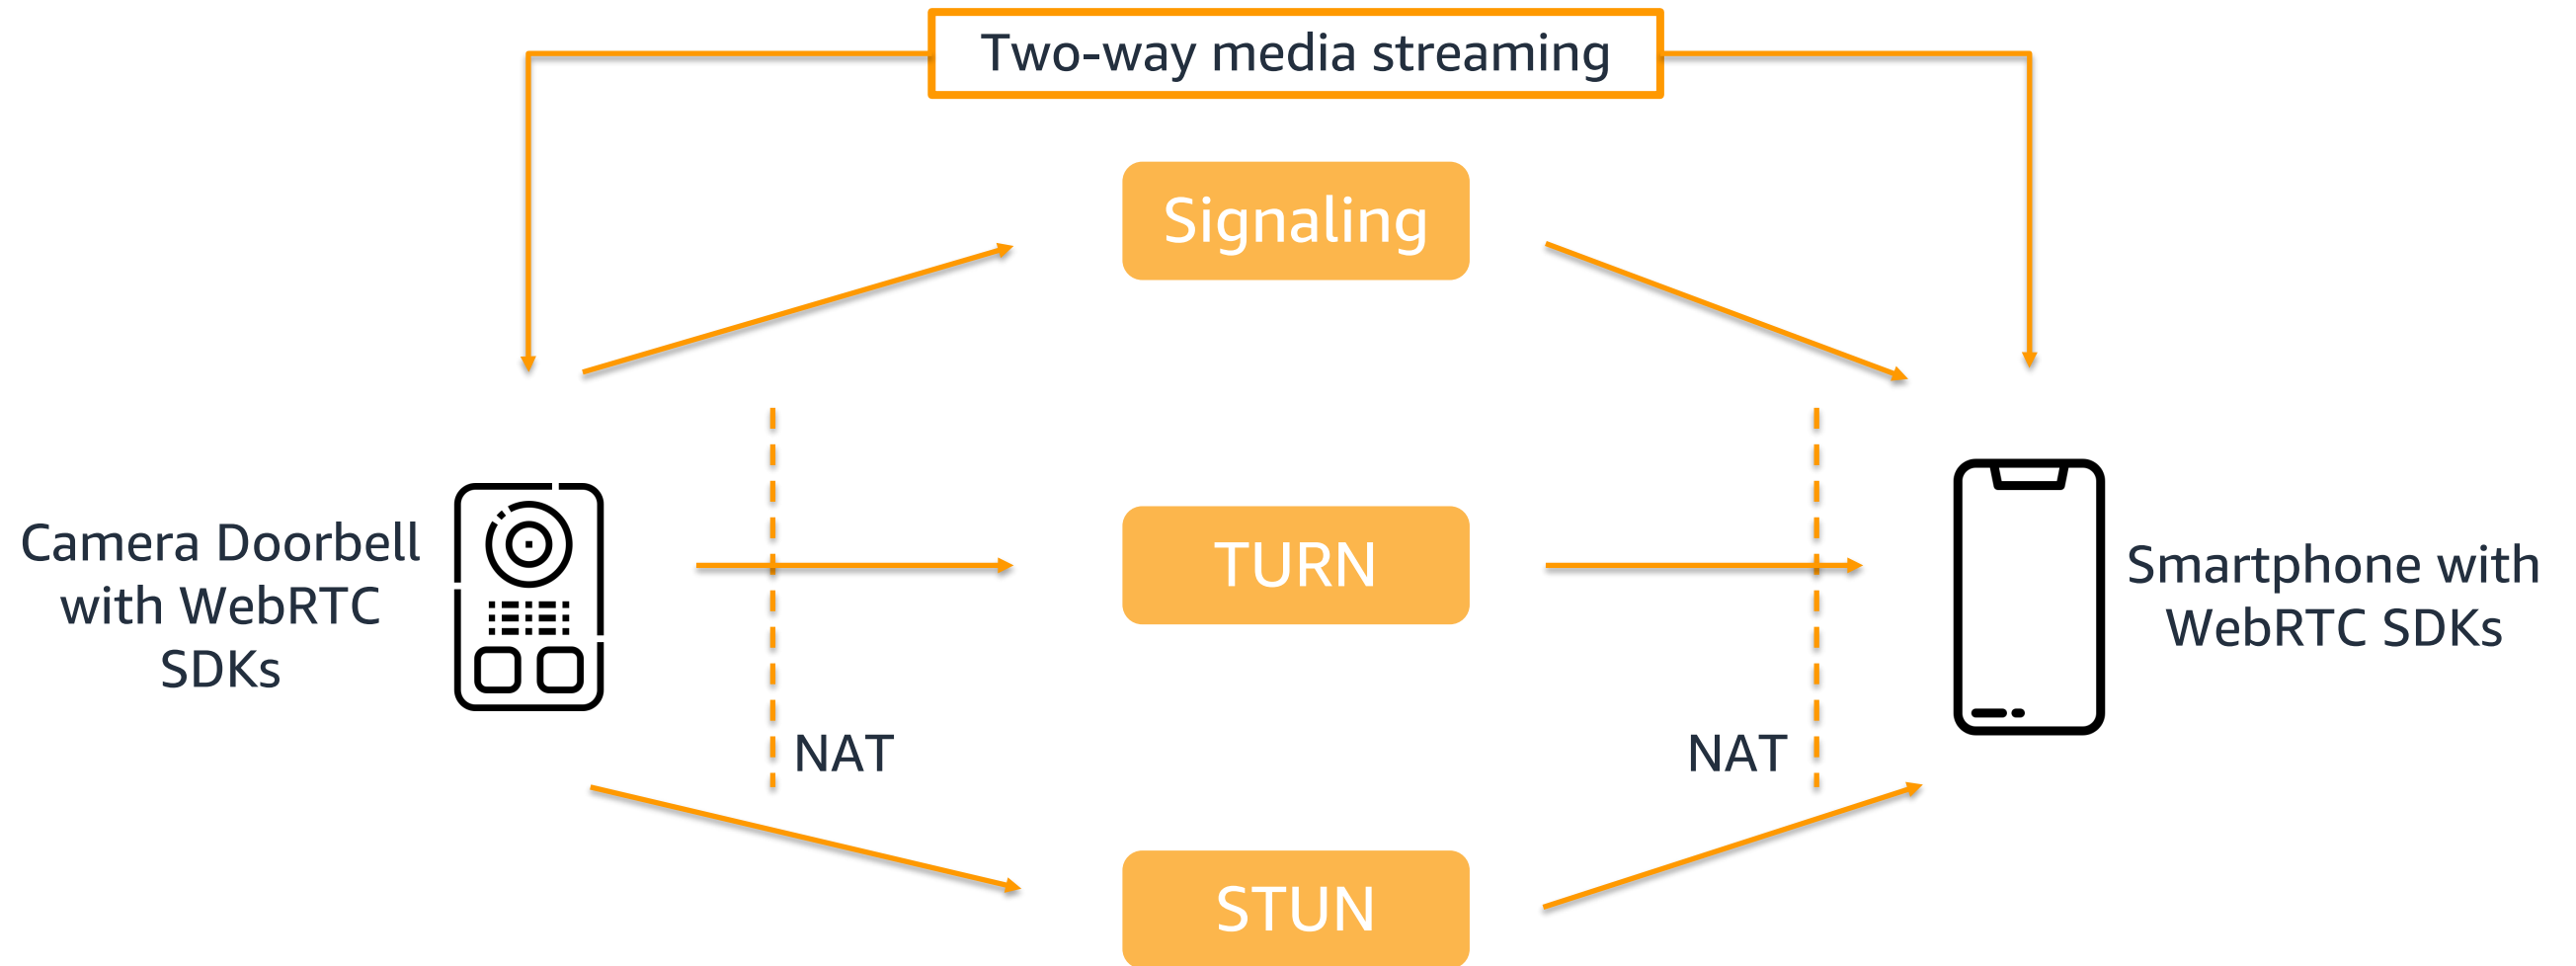 Two-way media streaming
Signaling
Camera Doorbell
with WebRTC
SDKs
TURN
Smartphone with
WebRTC SDKs
NAT
NAT
STUN